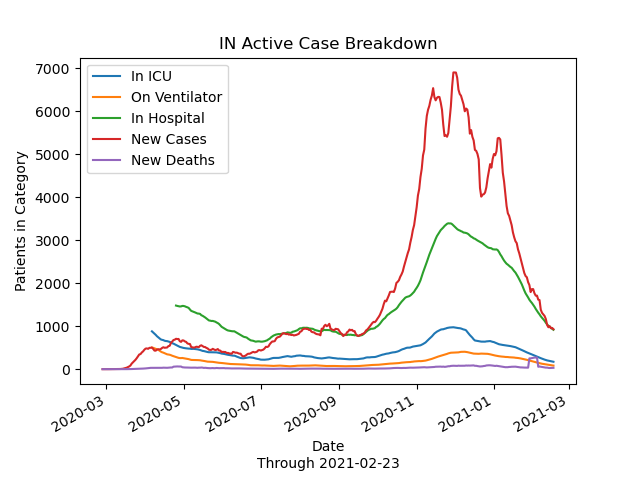 IN Active Case Breakdown
In ICU
On Ventilator
In Hospital
New Cases
New Deaths
Patients in Category
7000
6000
5000
4000
3000
2000
1000
0
2020-03
2020-05
2020-07
2020-09
2020-11
2021-01
2021-03
Date
Through 2021-02-23